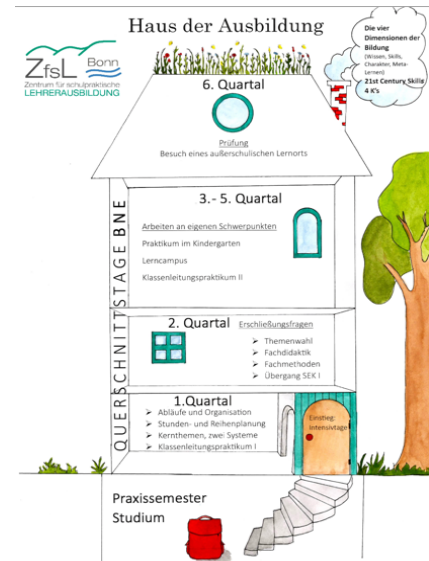 Haus der Ausbildung
ZfsL Bonn
Zentrum für schulpraktische
LEHRERAUSBILDUNG
Die vier
Dimensionen der
Bildung
(Wissen, Skills,
Charakter, Meta-
Lernen)
21st Century Skills
4 K's
6. Quartal
Prüfung
Besuch eines außerschulischen Lernorts
QUERSCHNITTSTAGE BNE
3.- 5. Quartal
Arbeiten an eigenen Schwerpunkten
Praktikum im Kindergarten
Lerncampus
Klassenleitungspraktikum II
2. Quartal Erschließungsfragen
➤ Themenwahl
➤ Fachdidaktik
➤ Fachmethoden
➤ Übergang SEK I
1.Quartal
➤ Abläufe und Organisation
➤ Stunden- und Reihenplanung
➤ Kernthemen, zwei Systeme
➤ Klassenleitungspraktikum I
Einstieg:
Intensivtage
Praxissemester
Studium